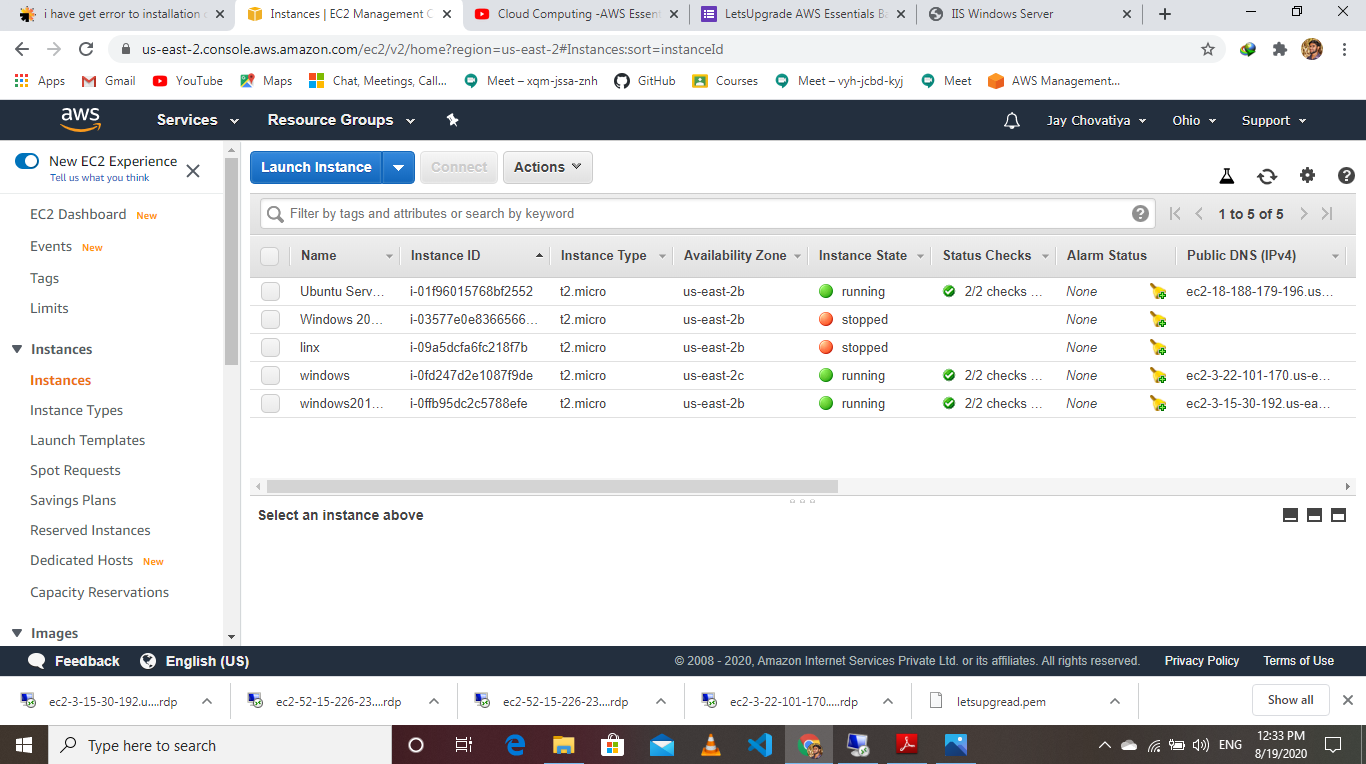 i have get error to installation
Instances | EC2 Management C
Cloud Computing -AWS Essen
LetsUpgrade AWS Essentials Ba
IIS Windows Server
us-east-2.console.aws.amazon.com/ec2/v2/home?region=us-east-2#Instances:sort=instanceId
Apps
Gmail
YouTube
Maps
Chat, Meetings, Call...
Meet – xqm-jssa-znh
GitHub
Courses
Meet – vyh-jcbd-kyj
Meet
AWS Management...
aws
Services
Resource Groups
Jay Chovatiya
Ohio
Support
New EC2 Experience
Tell us what you think
EC2 Dashboard New
Events New
Tags
Limits
Instances
Instances
Instance Types
Launch Templates
Spot Requests
Savings Plans
Reserved Instances
Dedicated Hosts New
Capacity Reservations
Images
Launch Instance
Connect
Actions
Filter by tags and attributes or search by keyword
1 to 5 of 5
Name Instance ID Instance Type Availability Zone Instance State Status Checks Alarm Status Public DNS (IPv4)
Ubuntu Serv... i-01f96015768bf2552 t2.micro us-east-2b running 2/2 checks ... None ec2-18-188-179-196.us...
Windows 20... i-03577e0e8366566... t2.micro us-east-2b stopped None
linx i-09a5dcfa6fc218f7b t2.micro us-east-2b stopped None
windows i-0fd247d2e1087f9de t2.micro us-east-2c running 2/2 checks ... None ec2-3-22-101-170.us-e...
windows201... i-0ffb95dc2c5788efe t2.micro us-east-2b running 2/2 checks ... None ec2-3-15-30-192.us-ea...
Select an instance above
Feedback
English (US)
© 2008 - 2020, Amazon Internet Services Private Ltd. or its affiliates. All rights reserved.
Privacy Policy
Terms of Use
ec2-3-15-30-192.u....rdp
ec2-52-15-226-23....rdp
ec2-52-15-226-23....rdp
ec2-3-22-101-170.....rdp
letsupgread.pem
Show all
Type here to search
ENG
12:33 PM
8/19/2020